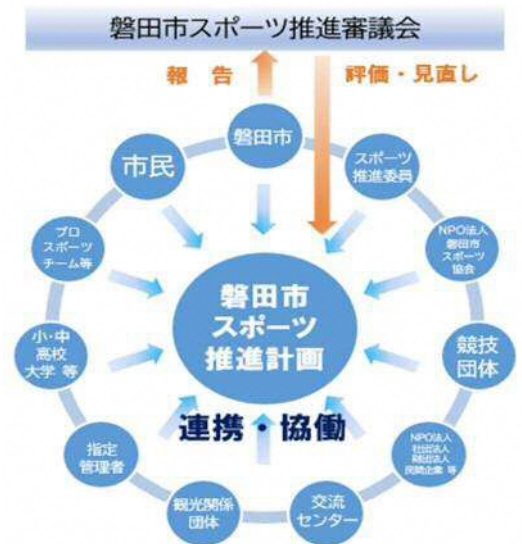 磐田市スポーツ推進審議会
報 告
評価・見直し
磐田市
スポーツ
推進委員
NPO法人
磐田市
スポーツ
協会
競技
団体
NPO法人
社団法人
財団法人
民間企業 等
交流
センター
観光関係
団体
指定
管理者
小・中
高校
大学 等
プロ
スポーツ
チーム等
市民
磐田市
スポーツ
推進計画
連携・協働